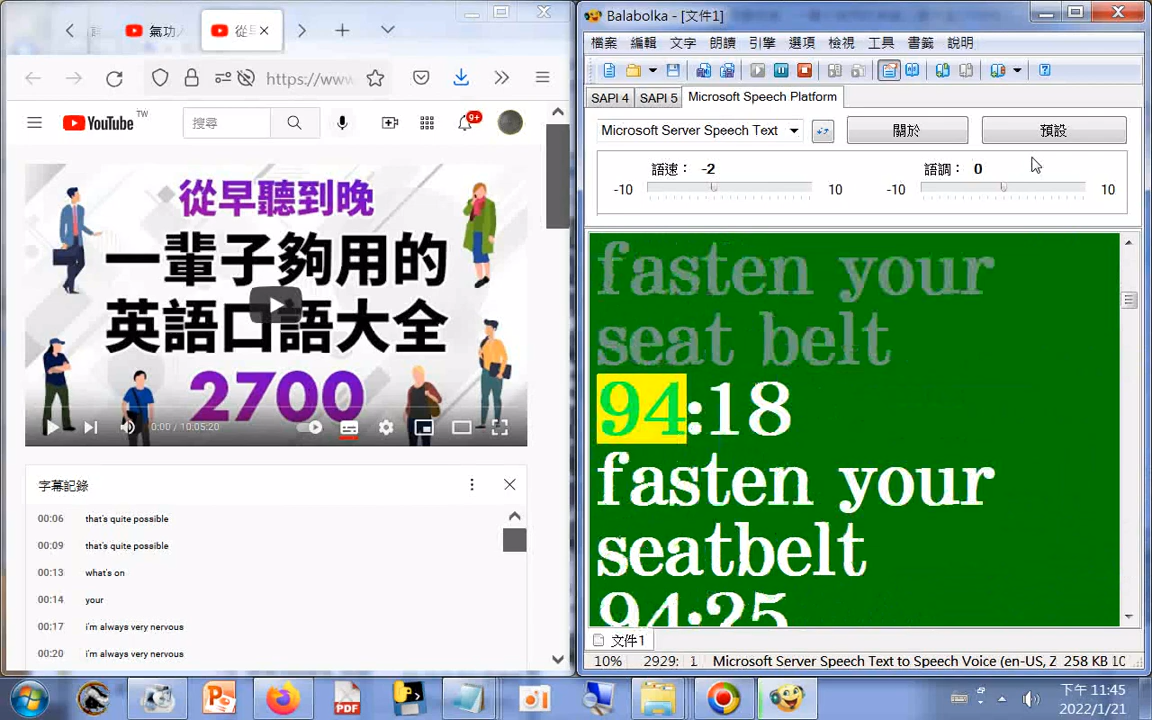 氣功
從
https://www
YouTube TW
搜尋
9+
從早聽到晚
一輩子夠用的
英語口語大全
2700
0:00 / 10:05:20
字幕記錄
00:06 that's quite possible
00:09 that's quite possible
00:13 what's on
00:14 your
00:17 i'm always very nervous
00:20 i'm always very nervous
Balabolka - [文件1]
檔案 編輯 文字 朗讀 引擎 選項 檢視 工具 書籤 說明
SAPI 4 SAPI 5 Microsoft Speech Platform
Microsoft Server Speech Text 關於 預設
語速: -2 語調: 0
-10 10 -10 10
fasten your
seat belt
94:18
fasten your
seatbelt
94:25
文件1
10% 2929: 1 Microsoft Server Speech Text to Speech Voice (en-US, Z 258 KB 10
PDF
下午 11:45
2022/1/21